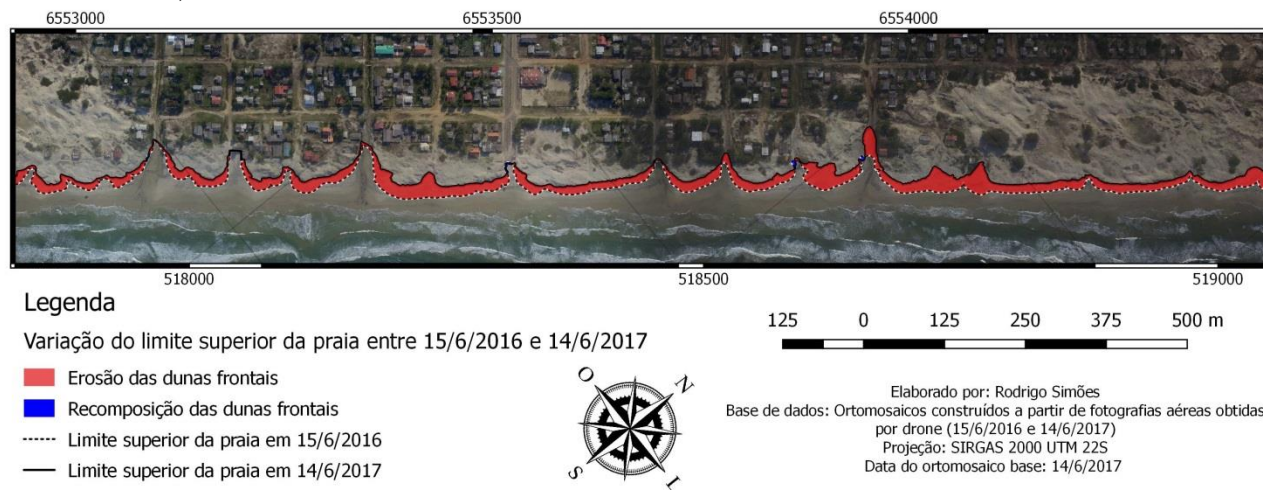 6553000 6553500 6554000
518000 518500 519000
Legenda
Variação do limite superior da praia entre 15/6/2016 e 14/6/2017
Erosão das dunas frontais
Recomposição das dunas frontais
Limite superior da praia em 15/6/2016
Limite superior da praia em 14/6/2017
O N
S L
125 0 125 250 375 500 m
Elaborado por: Rodrigo Simões
Base de dados: Ortomosaicos construídos a partir de fotografias aéreas obtidas
por drone (15/6/2016 e 14/6/2017)
Projeção: SIRGAS 2000 UTM 22S
Data do ortomosaico base: 14/6/2017